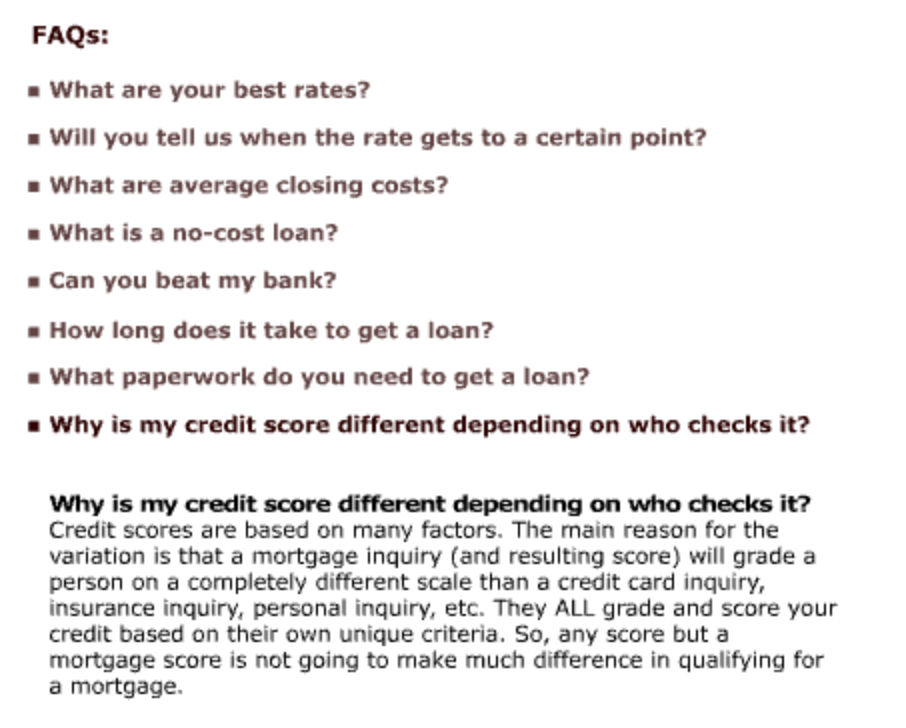 FAQs:
What are your best rates?
Will you tell us when the rate gets to a certain point?
What are average closing costs?
What is a no-cost loan?
Can you beat my bank?
How long does it take to get a loan?
What paperwork do you need to get a loan?
Why is my credit score different depending on who checks it?
Why is my credit score different depending on who checks it?
Credit scores are based on many factors. The main reason for the
variation is that a mortgage inquiry (and resulting score) will grade a
person on a completely different scale than a credit card inquiry,
insurance inquiry, personal inquiry, etc. They ALL grade and score your
credit based on their own unique criteria. So, any score but a
mortgage score is not going to make much difference in qualifying for
a mortgage.